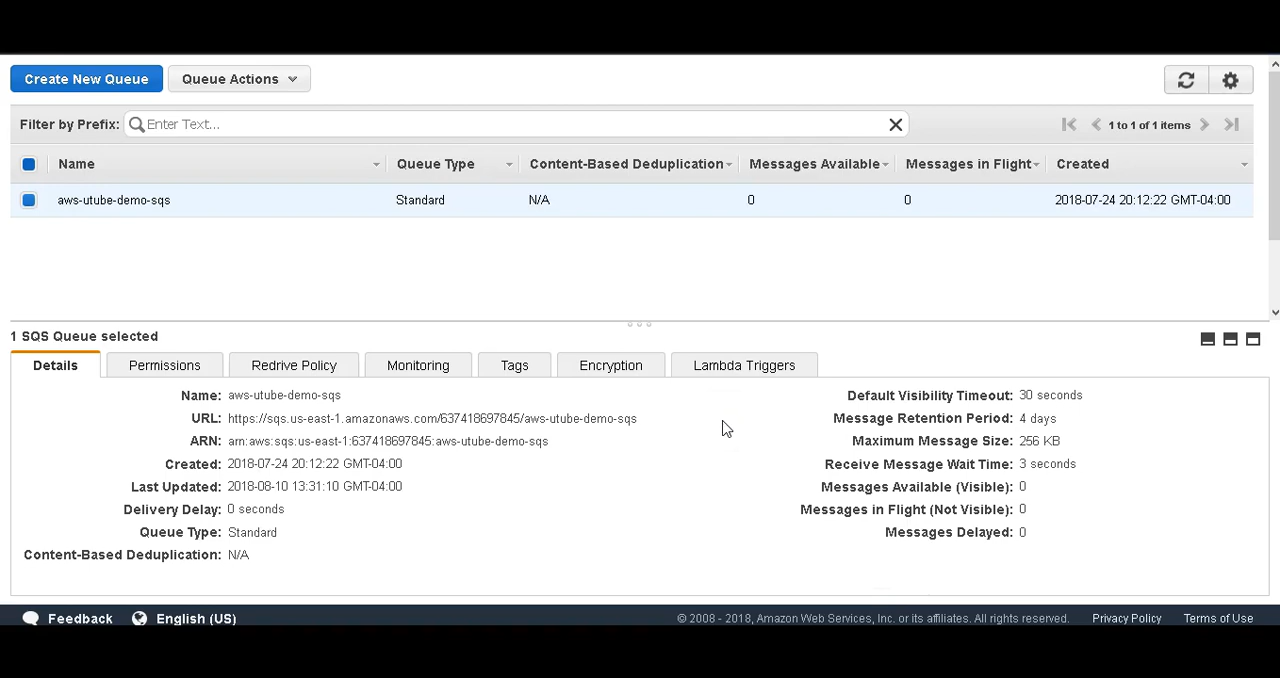 Create New Queue Queue Actions
Filter by Prefix: Enter Text... 1 to 1 of 1 items
Name Queue Type Content-Based Deduplication Messages Available Messages in Flight Created
aws-utube-demo-sqs Standard N/A 0 0 2018-07-24 20:12:22 GMT-04:00
1 SQS Queue selected
Details Permissions Redrive Policy Monitoring Tags Encryption Lambda Triggers
Name: aws-utube-demo-sqs
URL: https://sqs.us-east-1.amazonaws.com/637418697845/aws-utube-demo-sqs
ARN: arn:aws:sqs:us-east-1:637418697845:aws-utube-demo-sqs
Created: 2018-07-24 20:12:22 GMT-04:00
Last Updated: 2018-08-10 13:31:10 GMT-04:00
Delivery Delay: 0 seconds
Queue Type: Standard
Content-Based Deduplication: N/A
Default Visibility Timeout: 30 seconds
Message Retention Period: 4 days
Maximum Message Size: 256 KB
Receive Message Wait Time: 3 seconds
Messages Available (Visible): 0
Messages in Flight (Not Visible): 0
Messages Delayed: 0
Feedback English (US) © 2008 - 2018, Amazon Web Services, Inc. or its affiliates. All rights reserved. Privacy Policy Terms of Use